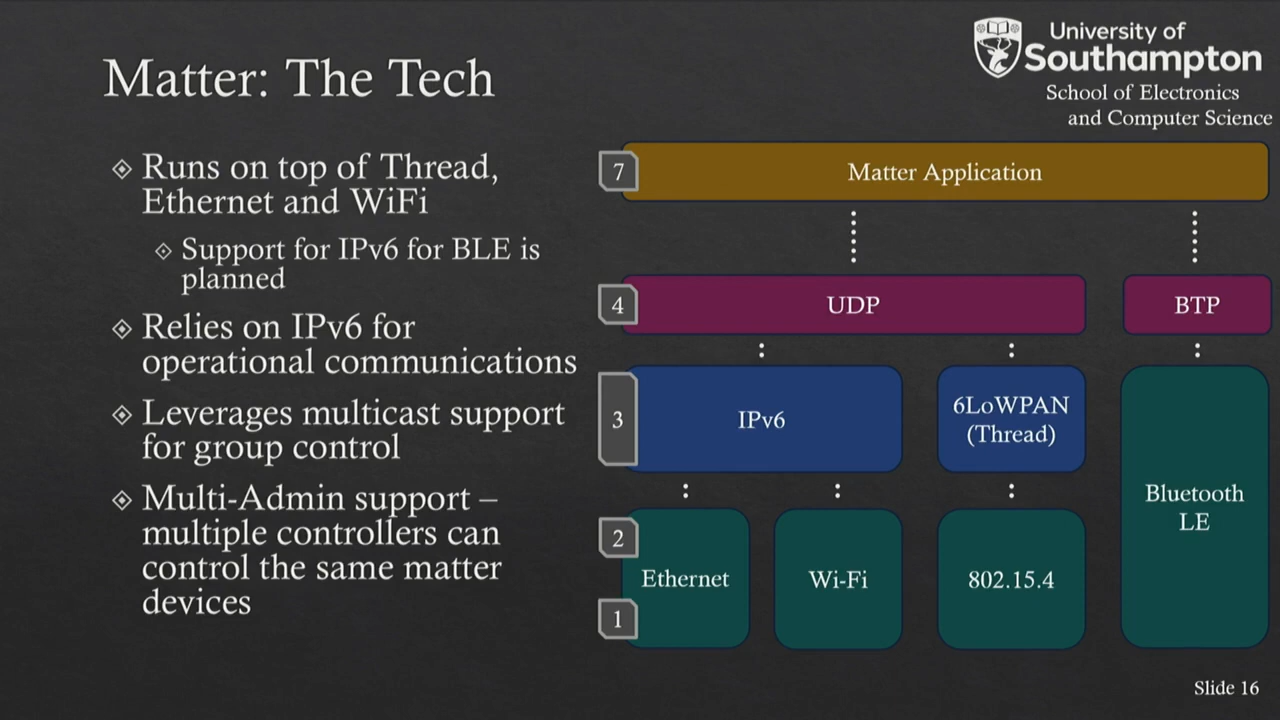 University of
Southampton
School of Electronics
and Computer Science
Matter: The Tech
Runs on top of Thread,
Ethernet and WiFi
Support for IPv6 for BLE is
planned
Relies on IPv6 for
operational communications
Leverages multicast support
for group control
Multi-Admin support –
multiple controllers can
control the same matter
devices
7
Matter Application
4
UDP
BTP
3
IPv6
6LoWPAN
(Thread)
Bluetooth
LE
2
1
Ethernet
Wi-Fi
802.15.4
Slide 16